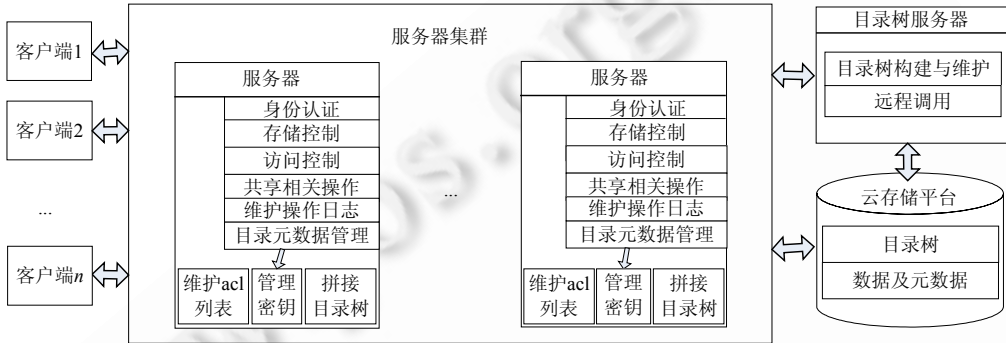 客户端1
客户端2
...
客户端n
服务器集群
服务器
身份认证
存储控制
访问控制
共享相关操作
维护操作日志
目录元数据管理
维护acl
列表
管理
密钥
拼接
目录树
...
服务器
身份认证
存储控制
访问控制
共享相关操作
维护操作日志
目录元数据管理
维护acl
列表
管理
密钥
拼接
目录树
目录树服务器
目录树构建与维护
远程调用
云存储平台
目录树
数据及元数据